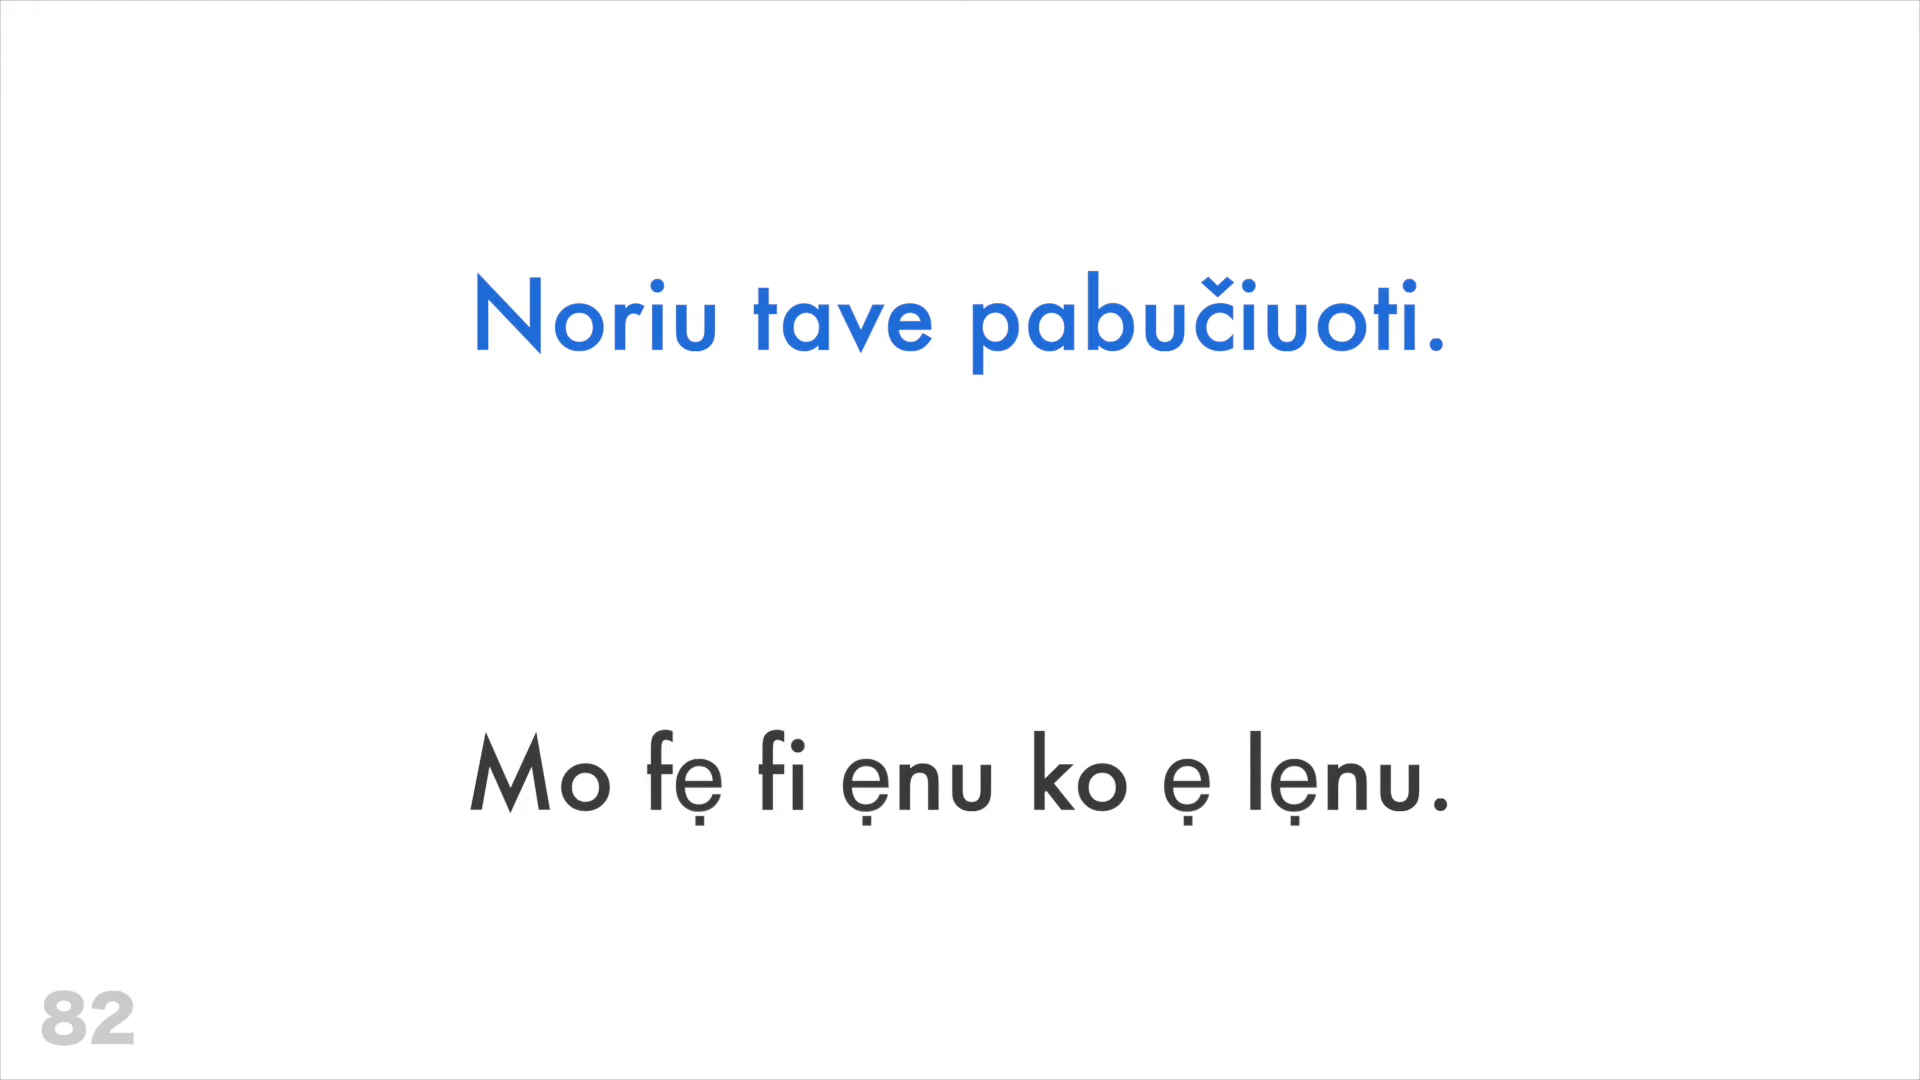 Noriu tave pabučiuoti.
Mo fẹ fi ẹnu ko ẹ lẹnu.
82